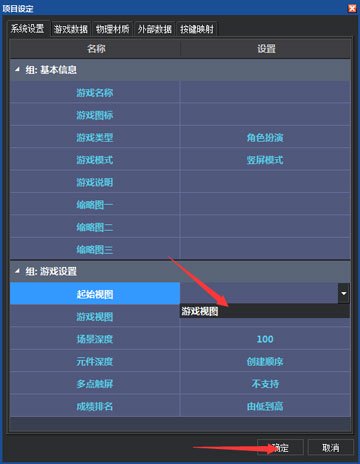 项目设定
系统设置 游戏数据 物理材质 外部数据 按键映射
名称 设置
组: 基本信息
游戏名称
游戏图标
游戏类型 角色扮演
游戏模式 竖屏模式
游戏说明
缩略图一
缩略图二
缩略图三
组: 游戏设置
起始视图
游戏视图 游戏视图
场景深度 100
元件深度 创建顺序
多点触屏 不支持
成绩排名 由低到高
确定 取消